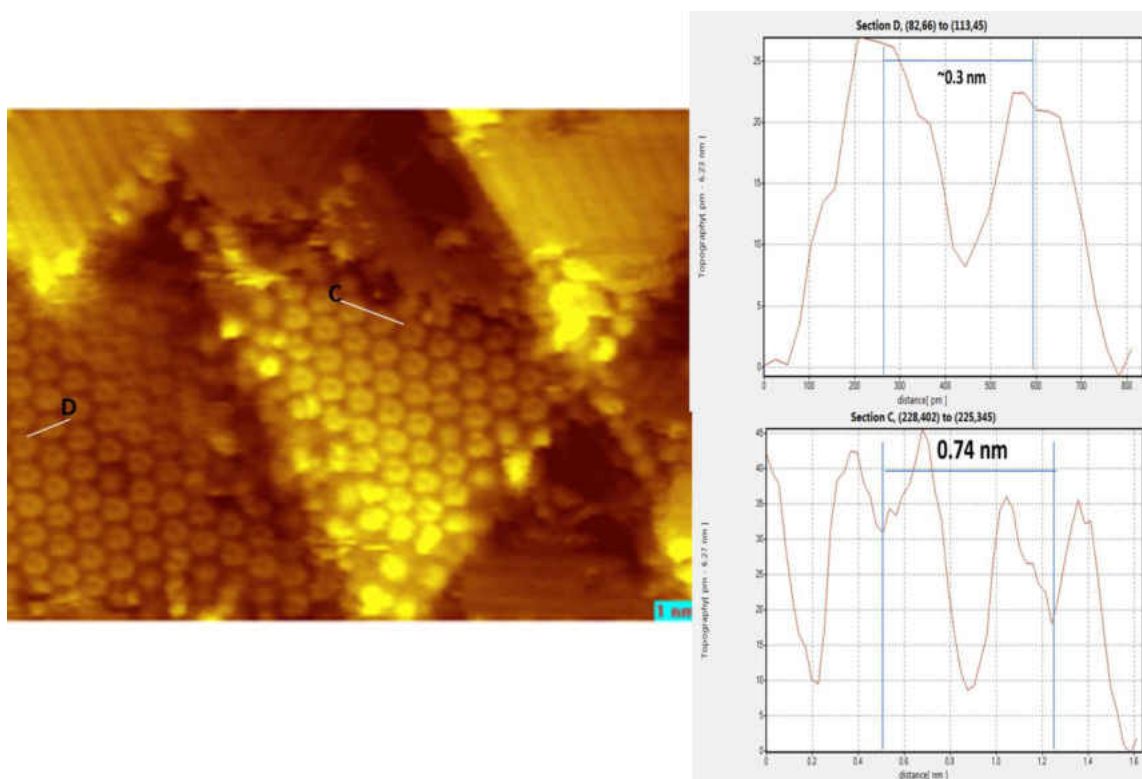 C
D
1 nm
Section D, (82,66) to (113,45)
Topography[ pm - 6.23 nm ]
25
20
15
10
5
0
~0.3 nm
0 100 200 300 400 500 600 700 800
distance[ pm ]
Section C, (228,402) to (225,345)
Topography[ pm - 6.27 nm ]
45
40
35
30
25
20
15
10
5
0
0.74 nm
0 0.2 0.4 0.6 0.8 1.0 1.2 1.4 1.6
distance[ nm ]